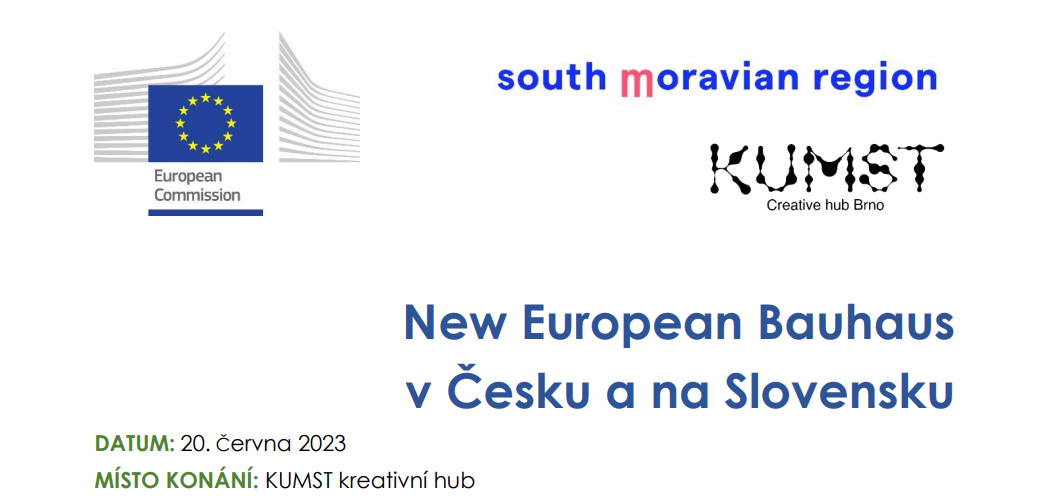 European
Commission
south moravian region
KUMST
Creative hub Brno
New European Bauhaus
v Česku a na Slovensku
DATUM: 20. června 2023
MÍSTO KONÁNÍ: KUMST kreativní hub